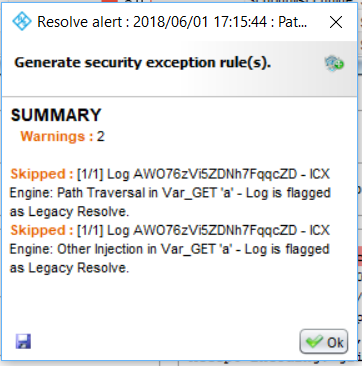 Resolve alert : 2018/06/01 17:15:44 : Pat...
Generate security exception rule(s).
SUMMARY
Warnings : 2
Skipped : [1/1] Log AWO76zVi5ZDNh7FqqcZD - ICX
Engine: Path Traversal in Var_GET 'a' - Log is flagged
as Legacy Resolve.
Skipped : [1/1] Log AWO76zVi5ZDNh7FqqcZD - ICX
Engine: Other Injection in Var_GET 'a' - Log is flagged
as Legacy Resolve.
Ok